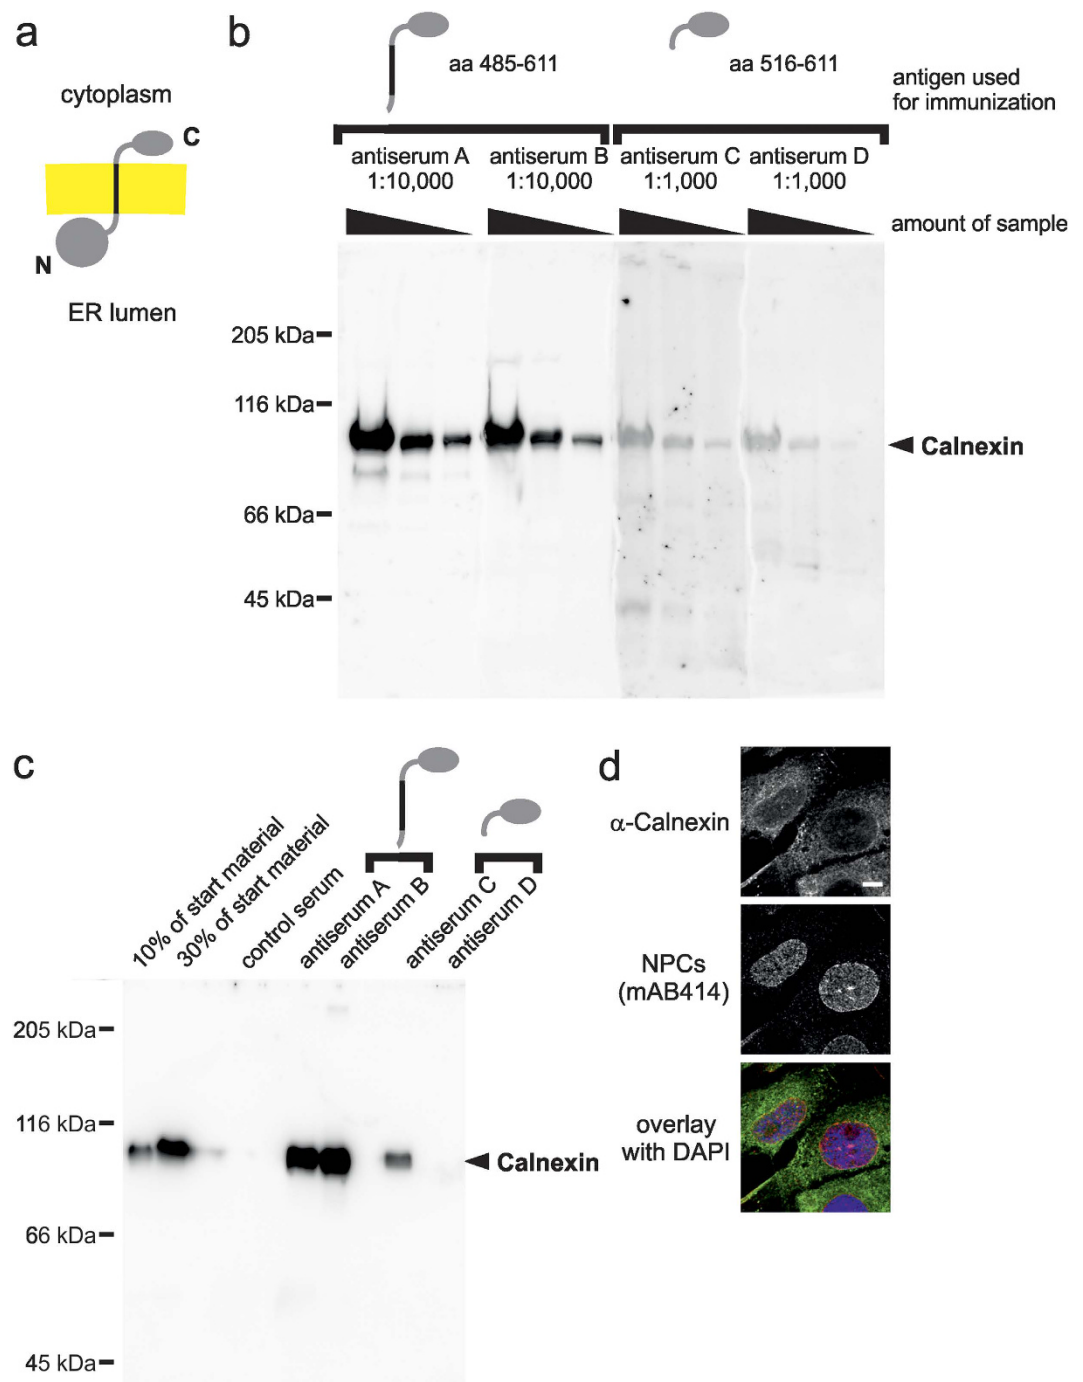 a
cytoplasm
C
N
ER lumen
b
aa 485-611
aa 516-611
antigen used
for immunization
antiserum A
1:10,000
antiserum B
1:10,000
antiserum C
1:1,000
antiserum D
1:1,000
amount of sample
205 kDa
116 kDa
66 kDa
45 kDa
Calnexin
c
10% of start material
30% of start material
control serum
antiserum A
antiserum B
antiserum C
antiserum D
205 kDa
116 kDa
66 kDa
45 kDa
Calnexin
d
α-Calnexin
NPCs
(mAB414)
overlay
with DAPI